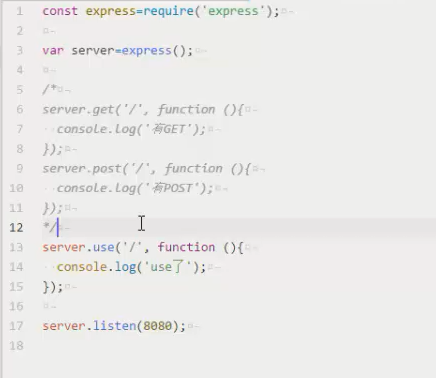 1 const express=require('express');
2
3 var server=express();
4
5 /*
6 server.get('/', function (){
7   console.log('有GET');
8 });
9 server.post('/', function (){
10   console.log('有POST');
11 });
12 */
13 server.use('/', function (){
14   console.log('use了');
15 });
16
17 server.listen(8080);
18